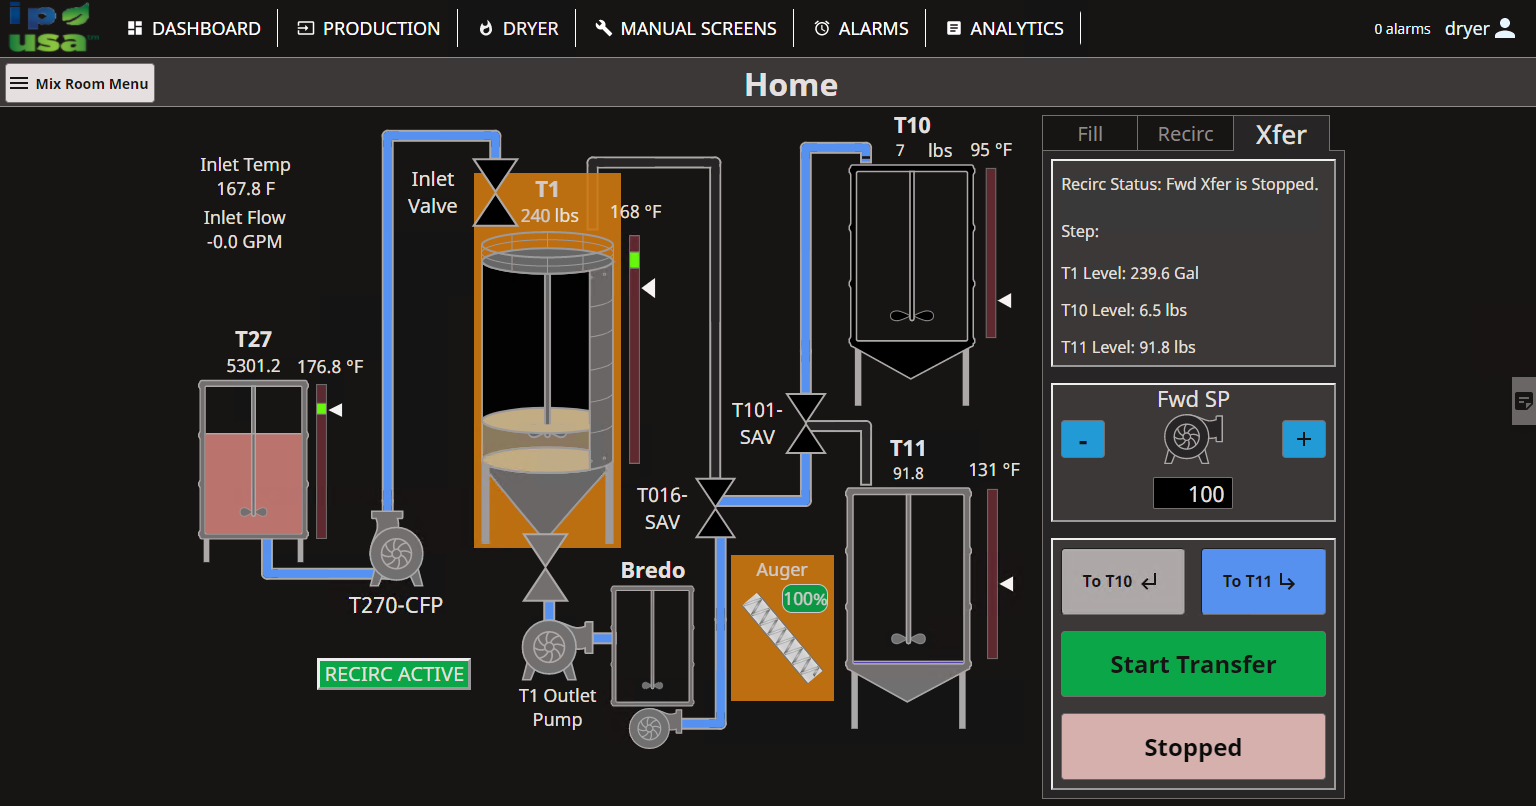 ip usa™
DASHBOARD
PRODUCTION
DRYER
MANUAL SCREENS
ALARMS
ANALYTICS
0 alarms
dryer
Mix Room Menu
Home
Inlet Temp
167.8 F
Inlet Flow
-0.0 GPM
Inlet
Valve
T1
240 lbs
168 °F
T10
7 lbs
95 °F
T27
5301.2
176.8 °F
T270-CFP
RECIRC ACTIVE
T101-
SAV
T016-
SAV
T11
91.8
131 °F
Bredo
T1 Outlet
Pump
Auger
100%
Fill
Recirc
Xfer
Recirc Status: Fwd Xfer is Stopped.
Step:
T1 Level: 239.6 Gal
T10 Level: 6.5 lbs
T11 Level: 91.8 lbs
Fwd SP
-
+
100
To T10
To T11
Start Transfer
Stopped